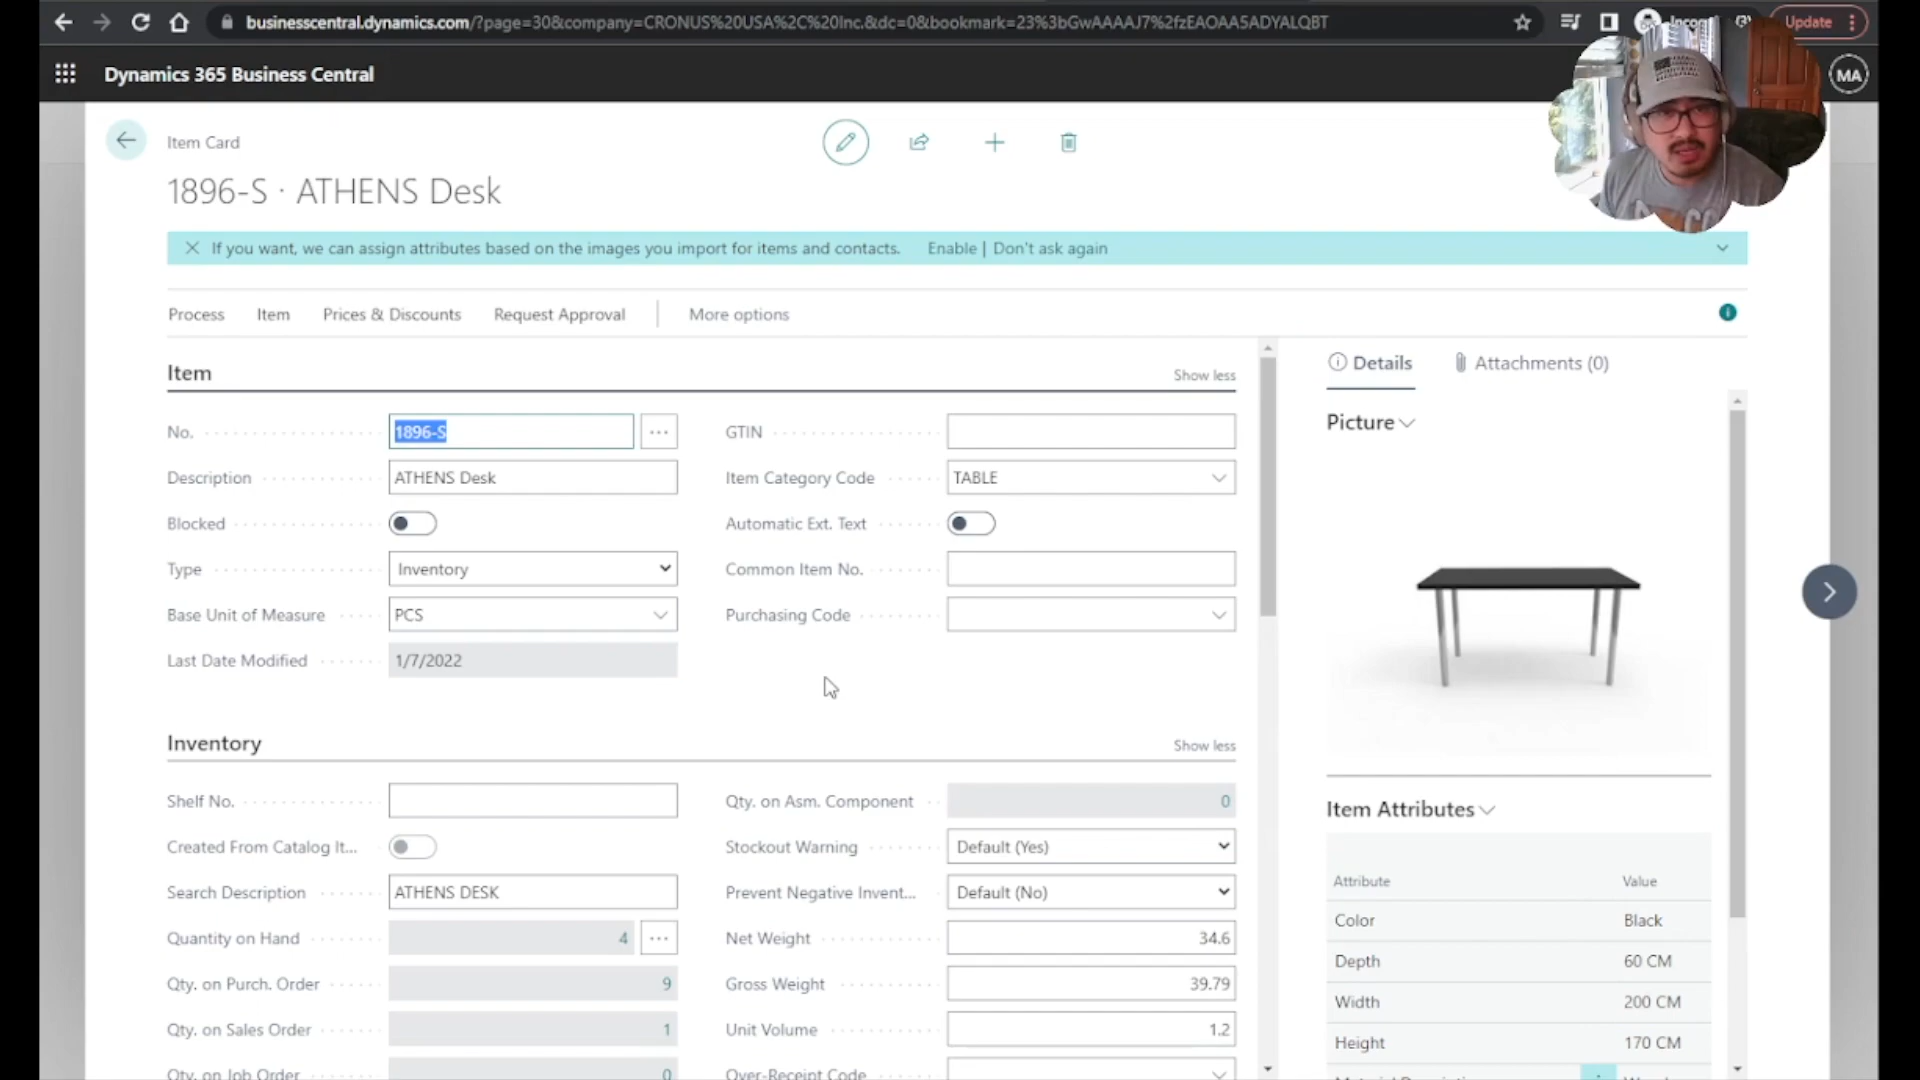 businesscentral.dynamics.com/?page=30&company=CRONUS%20USA%2C%20Inc.&dc=0&bookmark=23%3bGwAAAAJ7%2fzEAOAA5ADYALQBT
Update
Dynamics 365 Business Central
MA
Item Card
1896-S · ATHENS Desk
If you want, we can assign attributes based on the images you import for items and contacts. Enable | Don't ask again
Process Item Prices & Discounts Request Approval More options
Item Show less
No. 1896-S
Description ATHENS Desk
Blocked
Type Inventory
Base Unit of Measure PCS
Last Date Modified 1/7/2022
GTIN
Item Category Code TABLE
Automatic Ext. Text
Common Item No.
Purchasing Code
Inventory Show less
Shelf No.
Created From Catalog It...
Search Description ATHENS DESK
Quantity on Hand 4
Qty. on Purch. Order 9
Qty. on Sales Order 1
Qty. on Job Order 0
Qty. on Asm. Component 0
Stockout Warning Default (Yes)
Prevent Negative Invent... Default (No)
Net Weight 34.6
Gross Weight 39.79
Unit Volume 1.2
Over-Receipt Code
Details Attachments (0)
Picture
Item Attributes
Attribute Value
Color Black
Depth 60 CM
Width 200 CM
Height 170 CM